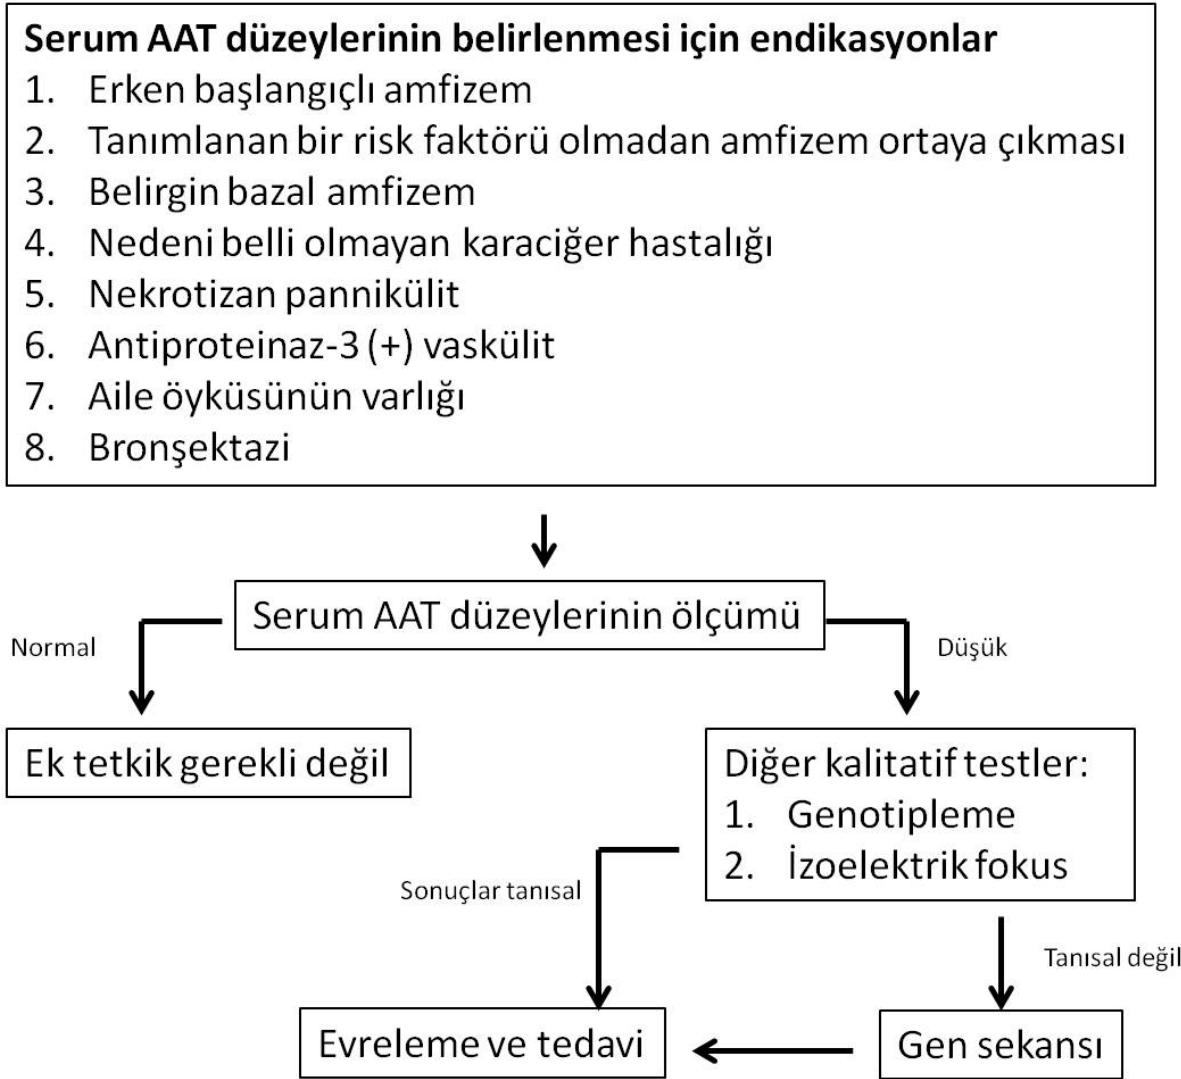 Serum AAT düzeylerinin belirlenmesi için endikasyonlar
1. Erken başlangıçlı amfizem
2. Tanımlanan bir risk faktörü olmadan amfizem ortaya çıkması
3. Belirgin bazal amfizem
4. Nedeni belli olmayan karaciğer hastalığı
5. Nekrotizan pannikülit
6. Antiproteinaz-3 (+) vaskülit
7. Aile öyküsünün varlığı
8. Bronşektazi
Serum AAT düzeylerinin ölçümü
Normal
Düşük
Ek tetkik gerekli değil
Diğer kalitatif testler:
1. Genotipleme
2. İzoelektrik fokus
Sonuçlar tanısal
Tanısal değil
Evreleme ve tedavi
Gen sekansı